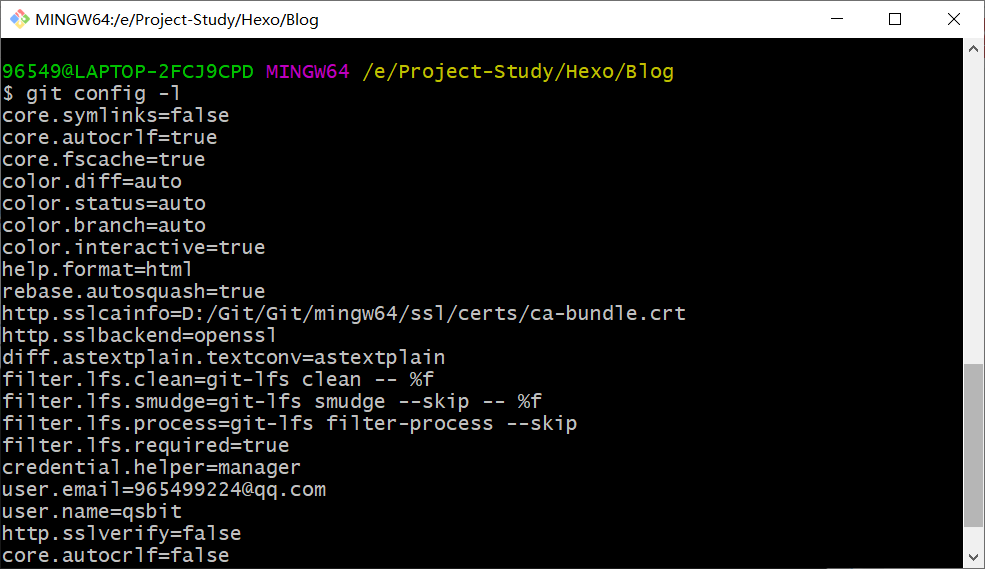 MINGW64:/e/Project-Study/Hexo/Blog
96549@LAPTOP-2FCJ9CPD MINGW64 /e/Project-Study/Hexo/Blog
$ git config -l
core.symlinks=false
core.autocrlf=true
core.fscache=true
color.diff=auto
color.status=auto
color.branch=auto
color.interactive=true
help.format=html
rebase.autosquash=true
http.sslcainfo=D:/Git/Git/mingw64/ssl/certs/ca-bundle.crt
http.sslbackend=openssl
diff.astextplain.textconv=astextplain
filter.lfs.clean=git-lfs clean -- %f
filter.lfs.smudge=git-lfs smudge --skip -- %f
filter.lfs.process=git-lfs filter-process --skip
filter.lfs.required=true
credential.helper=manager
user.email=965499224@qq.com
user.name=qsbit
http.sslverify=false
core.autocrlf=false